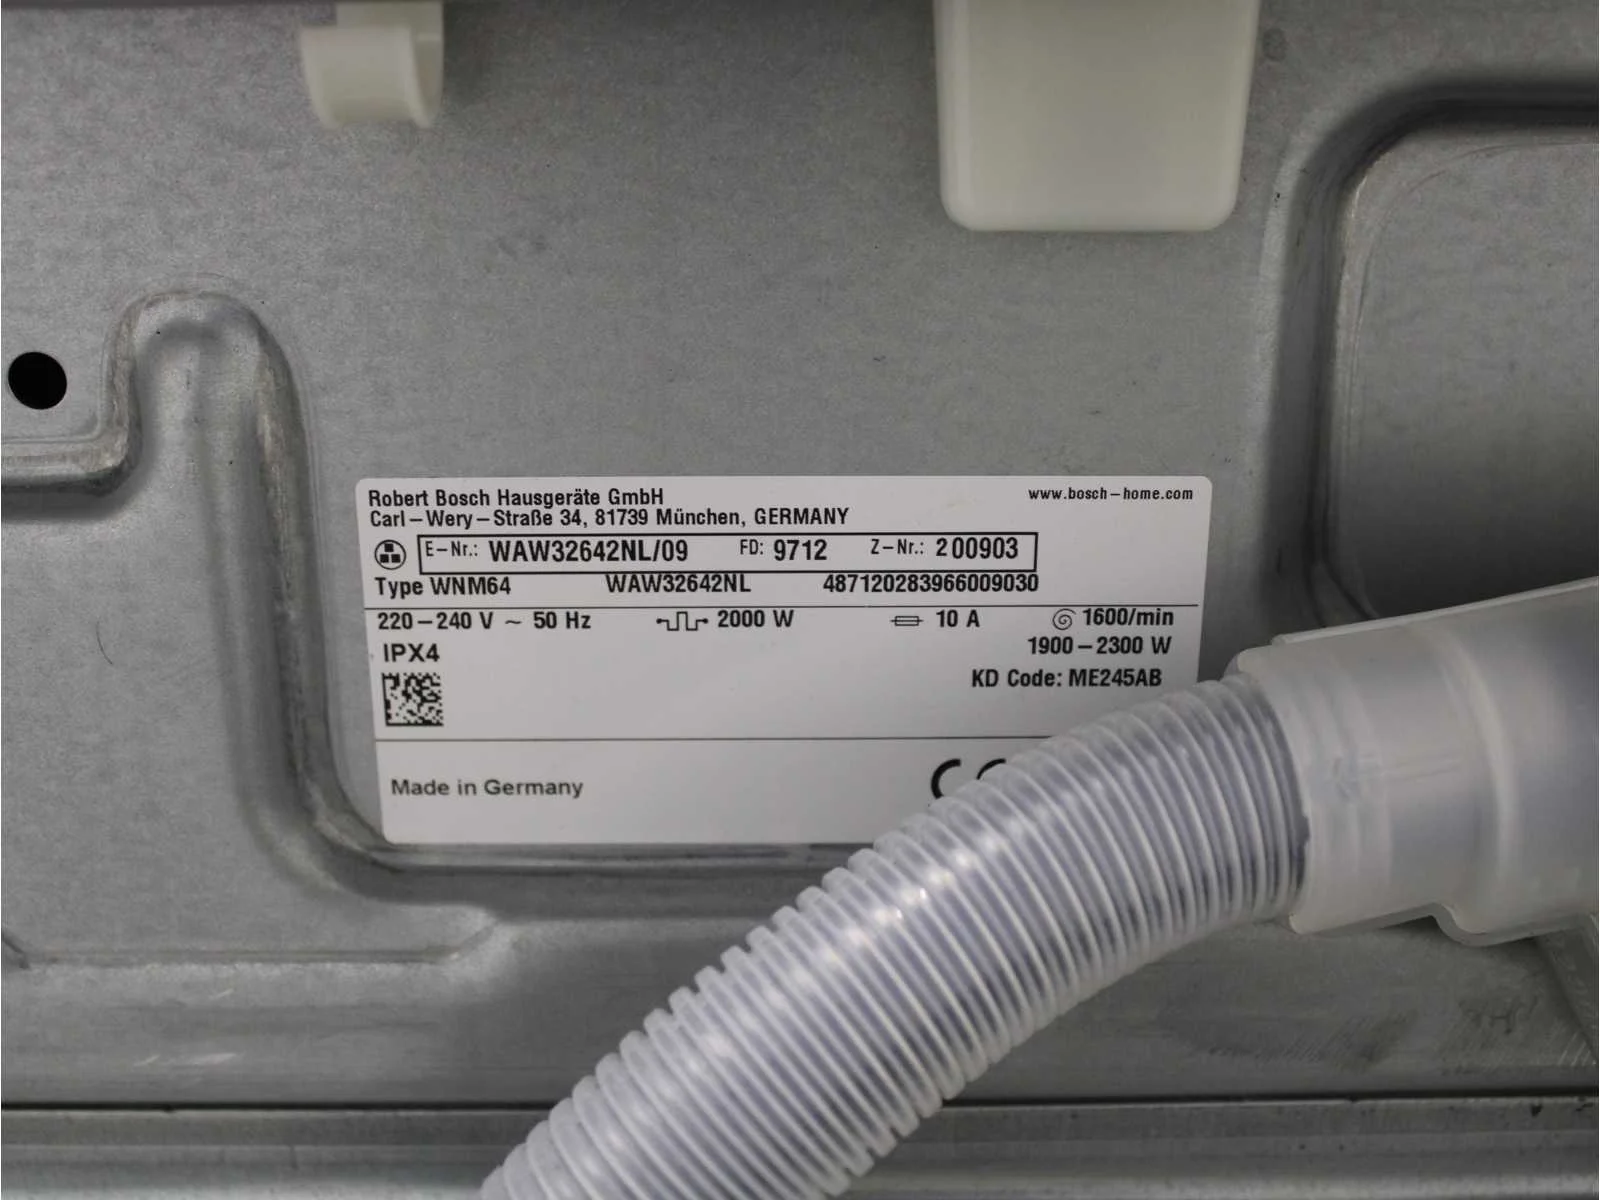 Robert Bosch Hausgeräte GmbH www.bosch-home.com
Carl-Wery-Straße 34, 81739 München, GERMANY
E-Nr.: WAW32642NL/09 FD: 9712 Z-Nr.: 200903
Type WNM64 WAW32642NL 487120283966009030
220-240 V ~ 50 Hz 2000 W 10 A 1600/min
IPX4 1900-2300 W
KD Code: ME245AB
Made in Germany CE